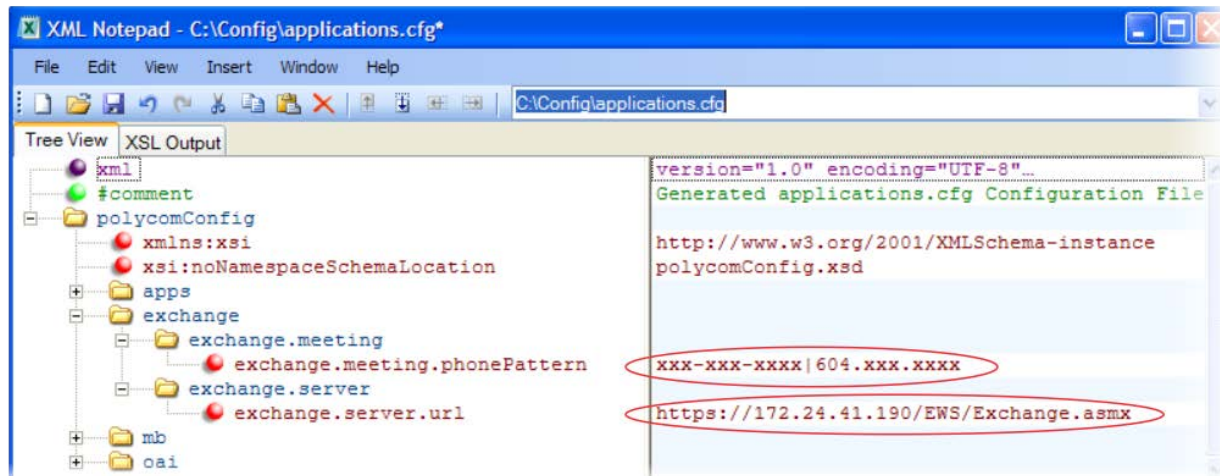 XML Notepad - C:\Config\applications.cfg*
File Edit View Insert Window Help
C:\Config\applications.cfg
Tree View XSL Output
xml version="1.0" encoding="UTF-8"…
#comment Generated applications.cfg Configuration File
polycomConfig
xmlns:xsi http://www.w3.org/2001/XMLSchema-instance
xsi:noNamespaceSchemaLocation polycomConfig.xsd
apps
exchange
exchange.meeting
exchange.meeting.phonePattern xxx-xxx-xxxx|604.xxx.xxxx
exchange.server
exchange.server.url https://172.24.41.190/EWS/Exchange.asmx
mb
oai